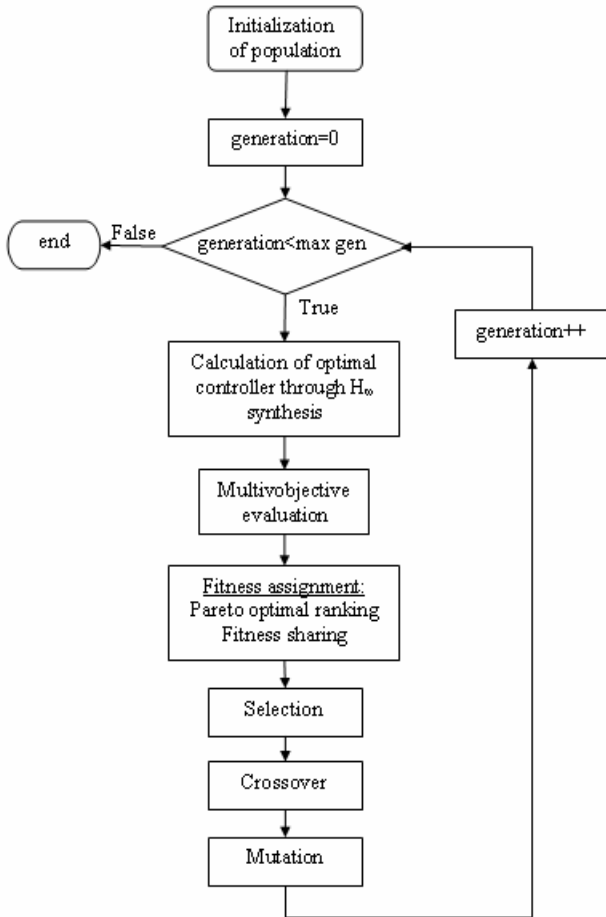 Initialization
of population
generation=0
generation<max gen
False
end
True
generation++
Calculation of optimal
controller through H∞
synthesis
Multivobjective
evaluation
Fitness assignment:
Pareto optimal ranking
Fitness sharing
Selection
Crossover
Mutation